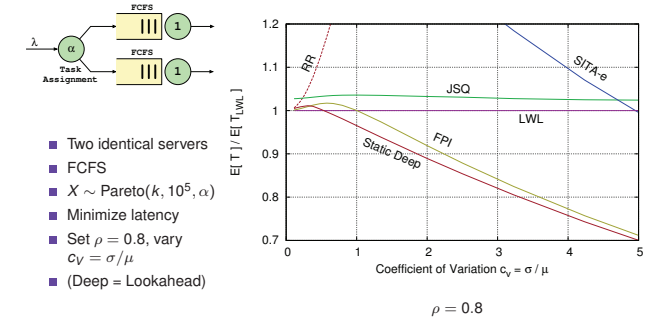 FCFS
λ
α
1
Task
Assignment
FCFS
1
Two identical servers
FCFS
X ∼ Pareto(k, 10⁵, α)
Minimize latency
Set ρ = 0.8, vary
c_V = σ/μ
(Deep = Lookahead)
E[ T ] / E[ T_LWL ]
1.2
1.1
1
0.9
0.8
0.7
RR
SITA-e
JSQ
LWL
FPI
Static Deep
0 1 2 3 4 5
Coefficient of Variation c_v = σ / μ
ρ = 0.8